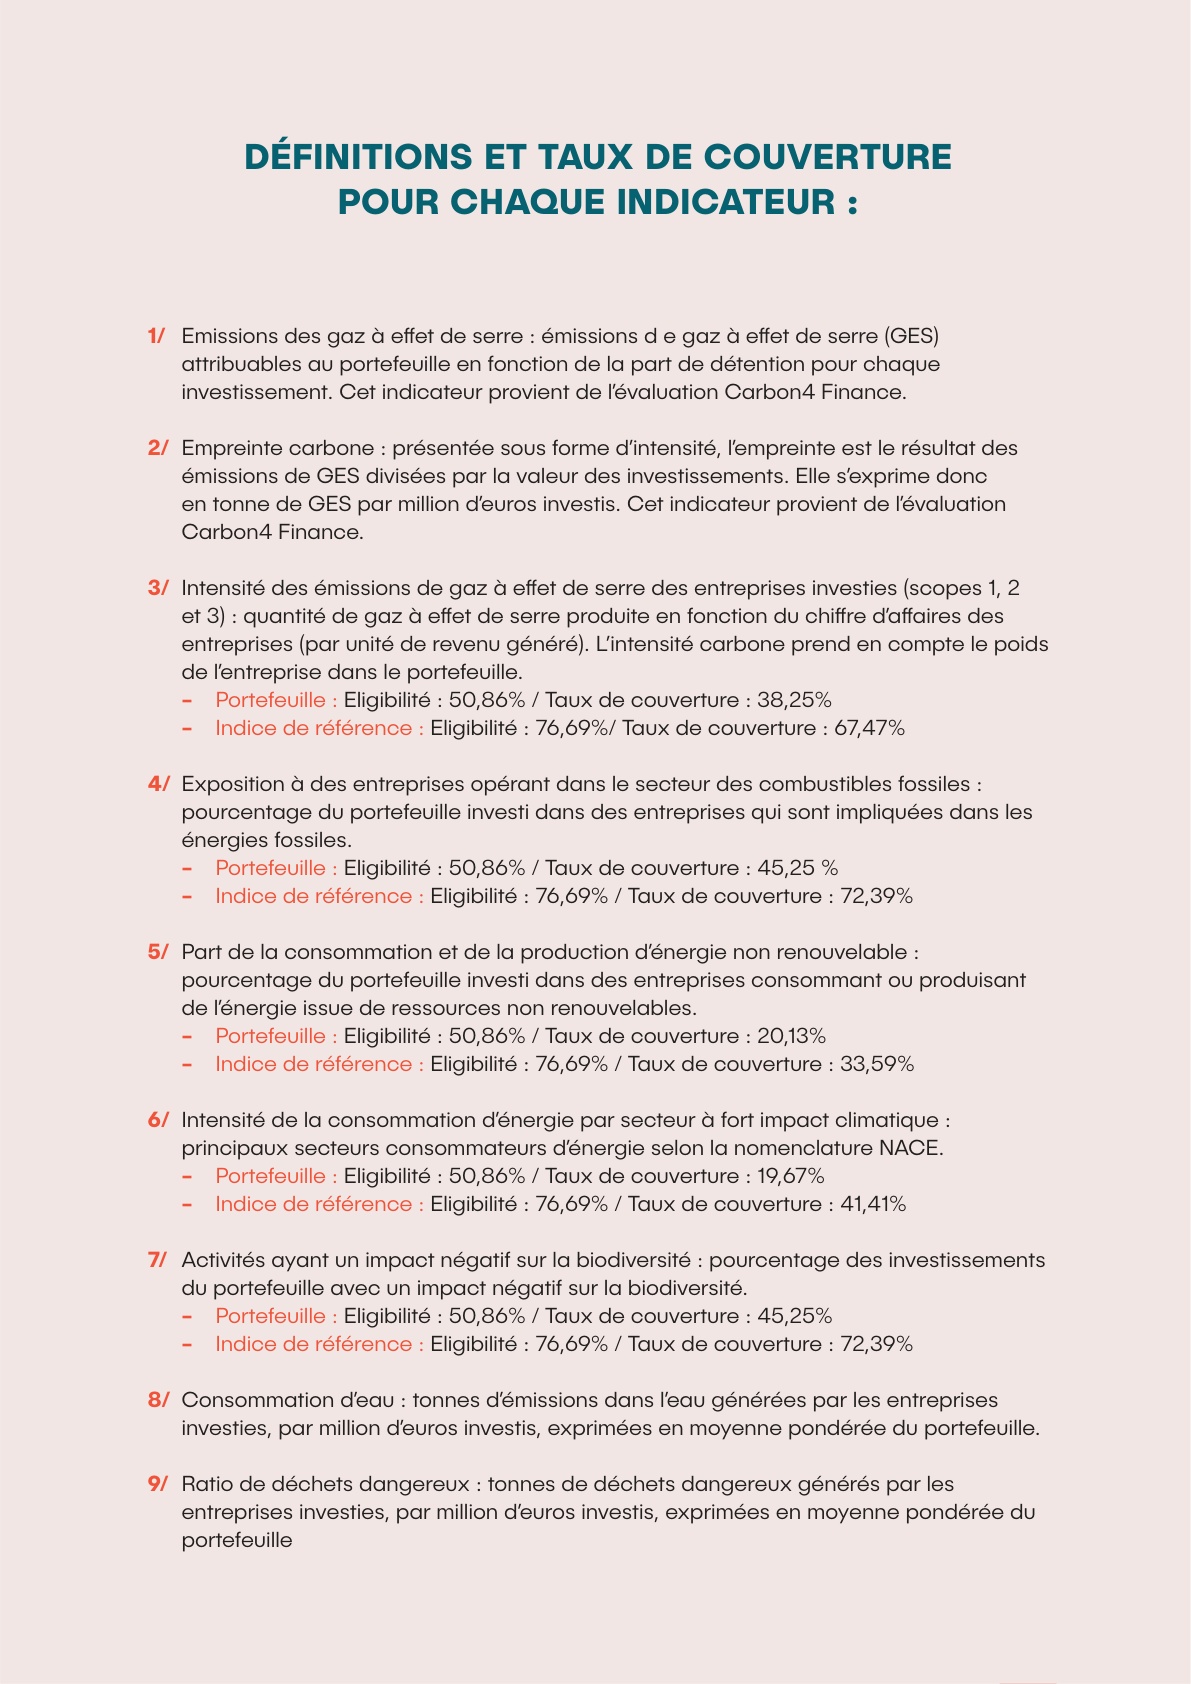 DÉFINITIONS ET TAUX DE COUVERTURE
POUR CHAQUE INDICATEUR :
1/ Emissions des gaz à effet de serre : émissions d e gaz à effet de serre (GES)
attribuables au portefeuille en fonction de la part de détention pour chaque
investissement. Cet indicateur provient de l’évaluation Carbon4 Finance.
2/ Empreinte carbone : présentée sous forme d’intensité, l’empreinte est le résultat des
émissions de GES divisées par la valeur des investissements. Elle s’exprime donc
en tonne de GES par million d’euros investis. Cet indicateur provient de l’évaluation
Carbon4 Finance.
3/ Intensité des émissions de gaz à effet de serre des entreprises investies (scopes 1, 2
et 3) : quantité de gaz à effet de serre produite en fonction du chiffre d’affaires des
entreprises (par unité de revenu généré). L’intensité carbone prend en compte le poids
de l’entreprise dans le portefeuille.
– Portefeuille : Eligibilité : 50,86% / Taux de couverture : 38,25%
– Indice de référence : Eligibilité : 76,69%/ Taux de couverture : 67,47%
4/ Exposition à des entreprises opérant dans le secteur des combustibles fossiles :
pourcentage du portefeuille investi dans des entreprises qui sont impliquées dans les
énergies fossiles.
– Portefeuille : Eligibilité : 50,86% / Taux de couverture : 45,25 %
– Indice de référence : Eligibilité : 76,69% / Taux de couverture : 72,39%
5/ Part de la consommation et de la production d’énergie non renouvelable :
pourcentage du portefeuille investi dans des entreprises consommant ou produisant
de l’énergie issue de ressources non renouvelables.
– Portefeuille : Eligibilité : 50,86% / Taux de couverture : 20,13%
– Indice de référence : Eligibilité : 76,69% / Taux de couverture : 33,59%
6/ Intensité de la consommation d’énergie par secteur à fort impact climatique :
principaux secteurs consommateurs d’énergie selon la nomenclature NACE.
– Portefeuille : Eligibilité : 50,86% / Taux de couverture : 19,67%
– Indice de référence : Eligibilité : 76,69% / Taux de couverture : 41,41%
7/ Activités ayant un impact négatif sur la biodiversité : pourcentage des investissements
du portefeuille avec un impact négatif sur la biodiversité.
– Portefeuille : Eligibilité : 50,86% / Taux de couverture : 45,25%
– Indice de référence : Eligibilité : 76,69% / Taux de couverture : 72,39%
8/ Consommation d’eau : tonnes d’émissions dans l’eau générées par les entreprises
investies, par million d’euros investis, exprimées en moyenne pondérée du portefeuille.
9/ Ratio de déchets dangereux : tonnes de déchets dangereux générés par les
entreprises investies, par million d’euros investis, exprimées en moyenne pondérée du
portefeuille